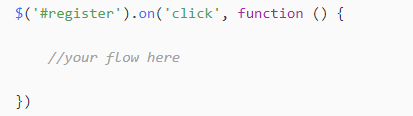 $('#register').on('click', function () {
//your flow here
})